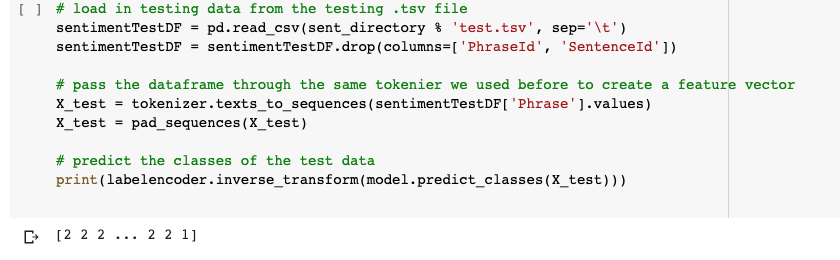 [ ] # load in testing data from the testing .tsv file
sentimentTestDF = pd.read_csv(sent_directory % 'test.tsv', sep='\t')
sentimentTestDF = sentimentTestDF.drop(columns=['PhraseId', 'SentenceId'])
# pass the dataframe through the same tokenier we used before to create a feature vector
X_test = tokenizer.texts_to_sequences(sentimentTestDF['Phrase'].values)
X_test = pad_sequences(X_test)
# predict the classes of the test data
print(labelencoder.inverse_transform(model.predict_classes(X_test)))
[2 2 2 ... 2 2 1]